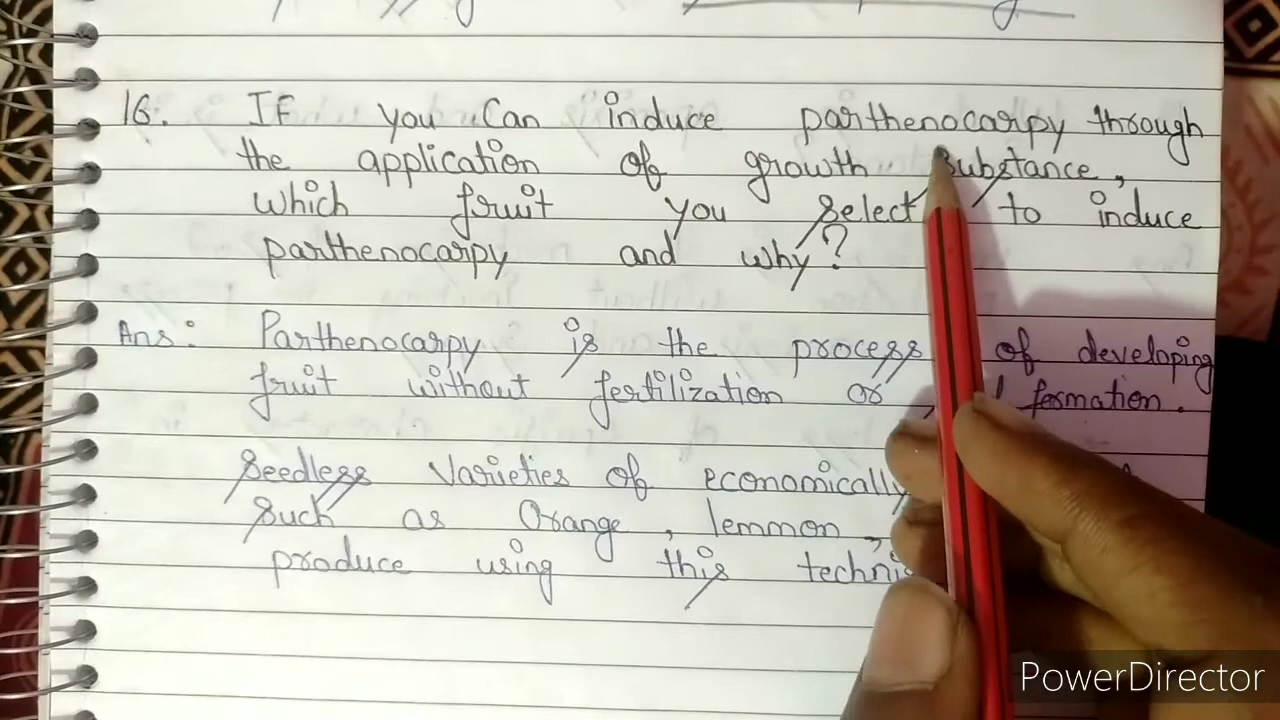 16. If you Can induce parthenocarpy through
the application of growth substance,
which fruit you select to induce
parthenocarpy and why?
Ans: Parthenocarpy is the process of developing
fruit without fertilization or formation.
Seedless Varieties of economically
Such as Orange, lemmon,
produce using this
PowerDirector